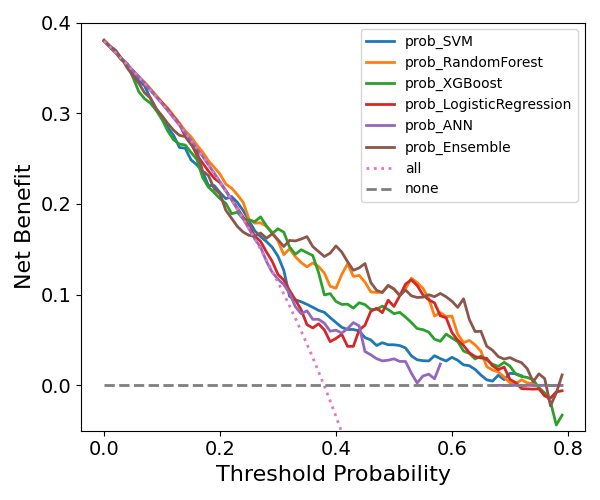 0.4
0.3
0.2
0.1
0.0
Net Benefit
prob_SVM
prob_RandomForest
prob_XGBoost
prob_LogisticRegression
prob_ANN
prob_Ensemble
all
none
0.0 0.2 0.4 0.6 0.8
Threshold Probability